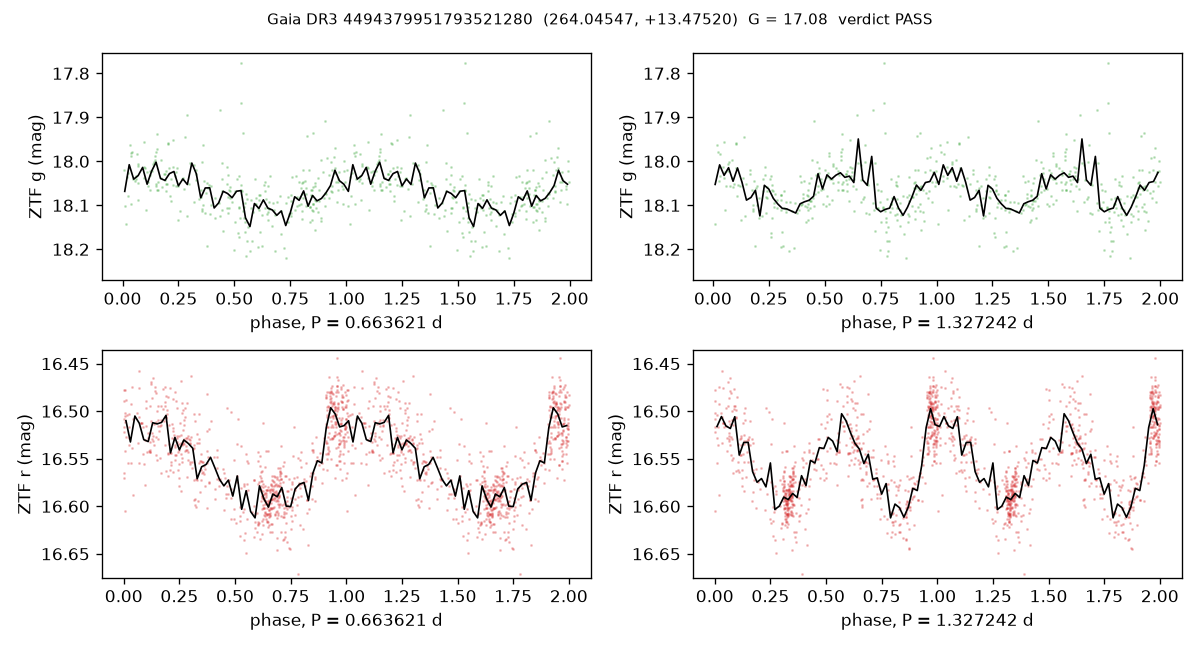 Gaia DR3 4494379951793521280  (264.04547, +13.47520)  G = 17.08  verdict PASS
ZTF g (mag)
17.8
17.9
18.0
18.1
18.2
0.00 0.25 0.50 0.75 1.00 1.25 1.50 1.75 2.00
phase, P = 0.663621 d
ZTF g (mag)
17.8
17.9
18.0
18.1
18.2
0.00 0.25 0.50 0.75 1.00 1.25 1.50 1.75 2.00
phase, P = 1.327242 d
ZTF r (mag)
16.45
16.50
16.55
16.60
16.65
0.00 0.25 0.50 0.75 1.00 1.25 1.50 1.75 2.00
phase, P = 0.663621 d
ZTF r (mag)
16.45
16.50
16.55
16.60
16.65
0.00 0.25 0.50 0.75 1.00 1.25 1.50 1.75 2.00
phase, P = 1.327242 d